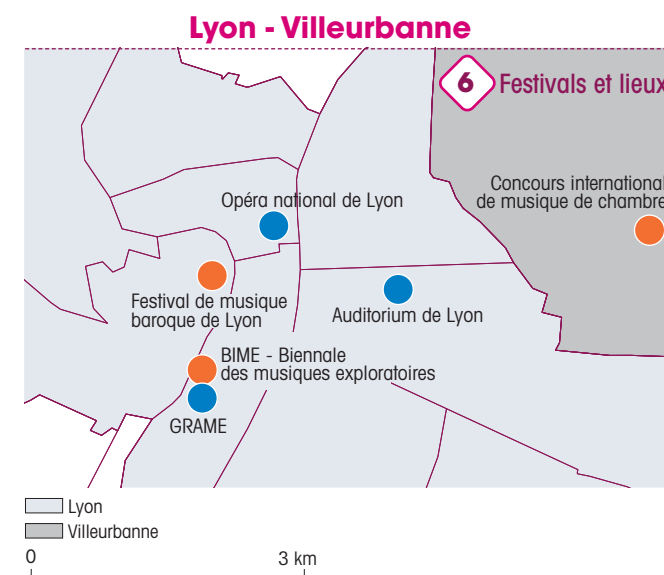 Lyon - Villeurbanne
6 Festivals et lieux
Concours international
de musique de chambre
Opéra national de Lyon
Festival de musique
baroque de Lyon
Auditorium de Lyon
BIME - Biennale
des musiques exploratoires
GRAME
Lyon
Villeurbanne
0 3 km